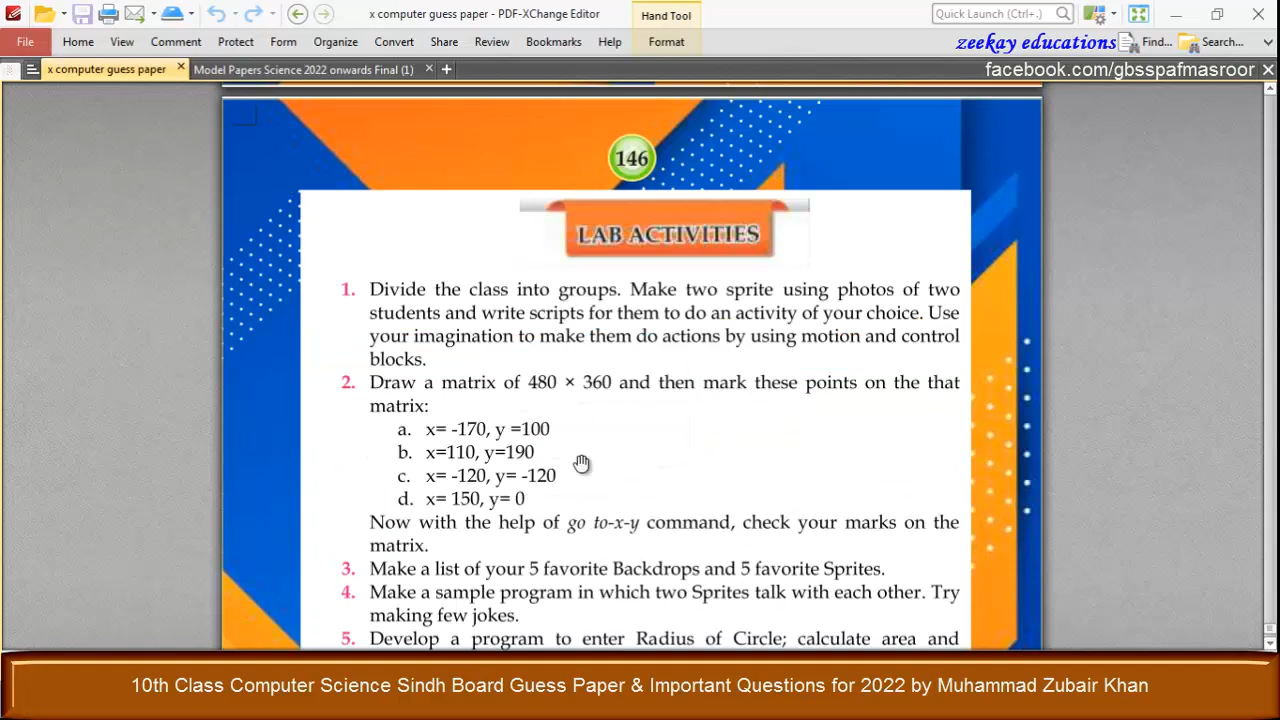 x computer guess paper - PDF-XChange Editor
Hand Tool
Quick Launch (Ctrl+.)
File
Home
View
Comment
Protect
Form
Organize
Convert
Share
Review
Bookmarks
Help
Format
zeekay educations
Find...
Search...
x computer guess paper
Model Papers Science 2022 onwards Final (1)
facebook.com/gbsspafmasroor
146
LAB ACTIVITIES
1. Divide the class into groups. Make two sprite using photos of two
students and write scripts for them to do an activity of your choice. Use
your imagination to make them do actions by using motion and control
blocks.
2. Draw a matrix of 480 × 360 and then mark these points on the that
matrix:
a. x= -170, y =100
b. x=110, y=190
c. x= -120, y= -120
d. x= 150, y= 0
Now with the help of go to-x-y command, check your marks on the
matrix.
3. Make a list of your 5 favorite Backdrops and 5 favorite Sprites.
4. Make a sample program in which two Sprites talk with each other. Try
making few jokes.
5. Develop a program to enter Radius of Circle; calculate area and
10th Class Computer Science Sindh Board Guess Paper & Important Questions for 2022 by Muhammad Zubair Khan